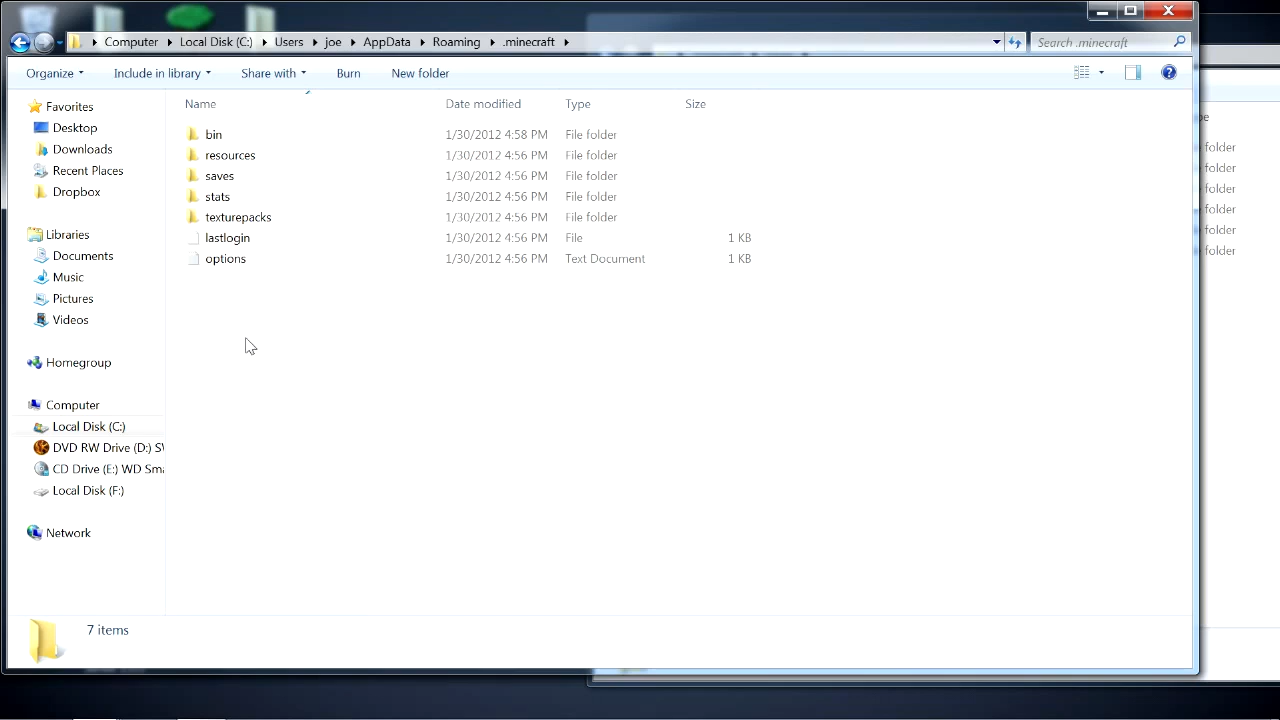 Computer Local Disk (C:) Users joe AppData Roaming .minecraft Search .minecraft
Organize Include in library Share with Burn New folder
Name Date modified Type Size
bin 1/30/2012 4:58 PM File folder
resources 1/30/2012 4:56 PM File folder
saves 1/30/2012 4:56 PM File folder
stats 1/30/2012 4:56 PM File folder
texturepacks 1/30/2012 4:56 PM File folder
lastlogin 1/30/2012 4:56 PM File 1 KB
options 1/30/2012 4:56 PM Text Document 1 KB
Favorites
Desktop
Downloads
Recent Places
Dropbox
Libraries
Documents
Music
Pictures
Videos
Homegroup
Computer
Local Disk (C:)
DVD RW Drive (D:) SV
CD Drive (E:) WD Sma
Local Disk (F:)
Network
7 items
folder
folder
folder
folder
folder
folder